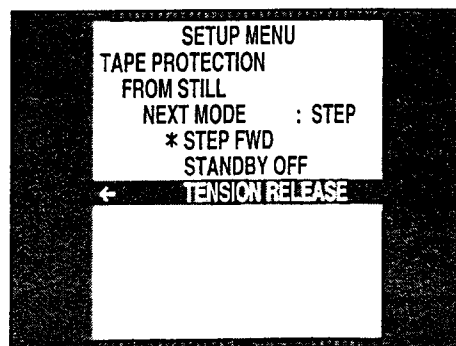 SETUP MENU
TAPE PROTECTION
FROM STILL
NEXT MODE : STEP
* STEP FWD
STANDBY OFF
← TENSION RELEASE